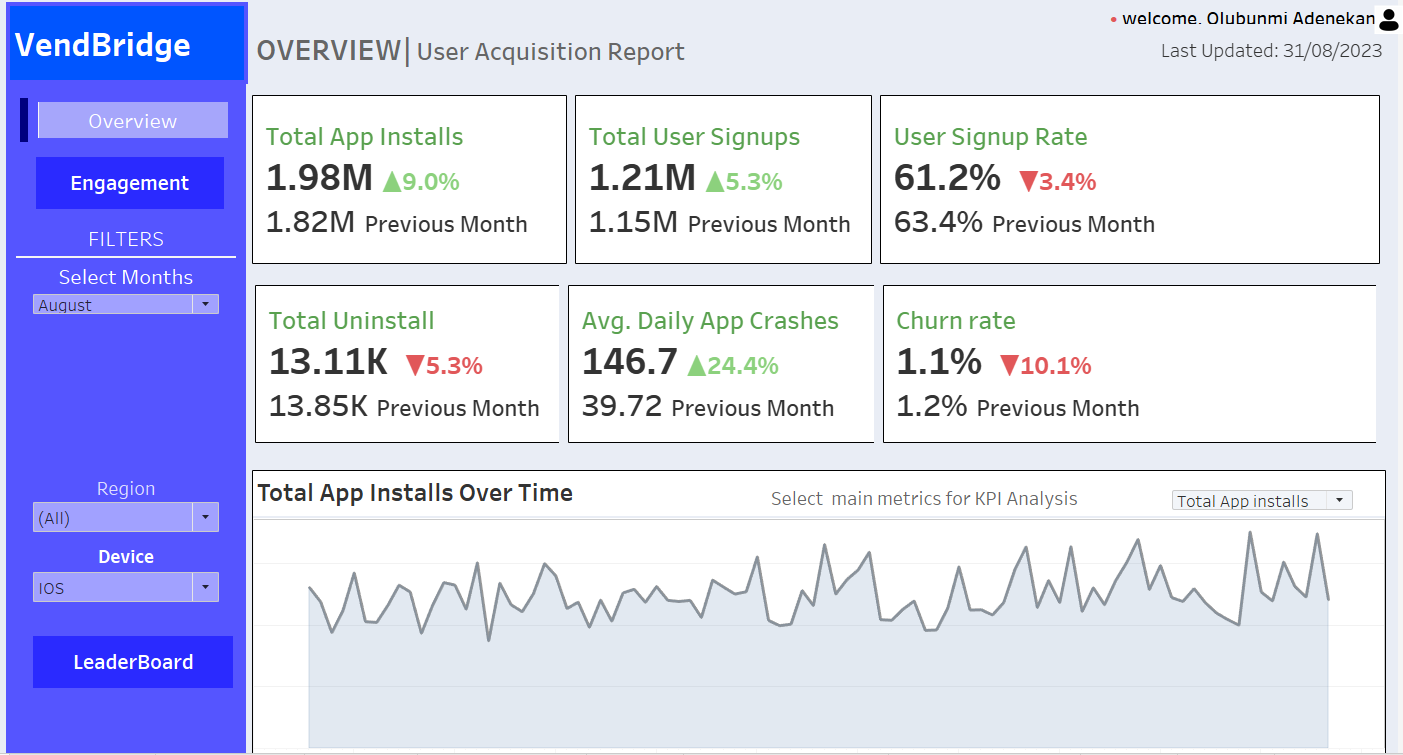 VendBridge
OVERVIEW| User Acquisition Report
welcome. Olubunmi Adenekan
Last Updated: 31/08/2023
Overview
Engagement
FILTERS
Select Months
August
Region
(All)
Device
IOS
LeaderBoard
Total App Installs
1.98M ▲9.0%
1.82M Previous Month
Total User Signups
1.21M ▲5.3%
1.15M Previous Month
User Signup Rate
61.2% ▼3.4%
63.4% Previous Month
Total Uninstall
13.11K ▼5.3%
13.85K Previous Month
Avg. Daily App Crashes
146.7 ▲24.4%
39.72 Previous Month
Churn rate
1.1% ▼10.1%
1.2% Previous Month
Total App Installs Over Time
Select main metrics for KPI Analysis
Total App installs